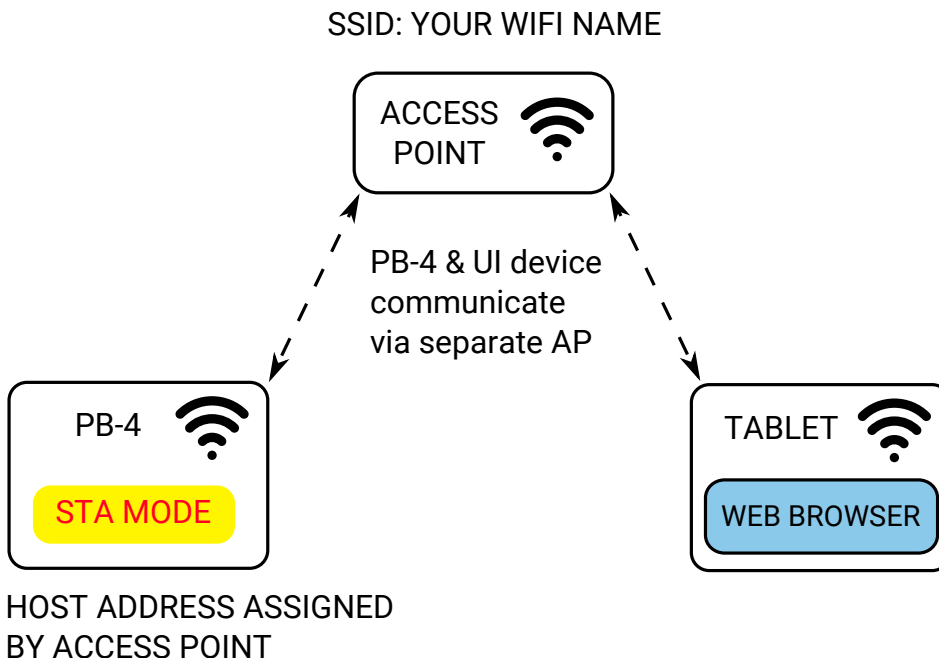 SSID: YOUR WIFI NAME
ACCESS
POINT
PB-4 & UI device
communicate
via separate AP
PB-4
STA MODE
TABLET
WEB BROWSER
HOST ADDRESS ASSIGNED
BY ACCESS POINT